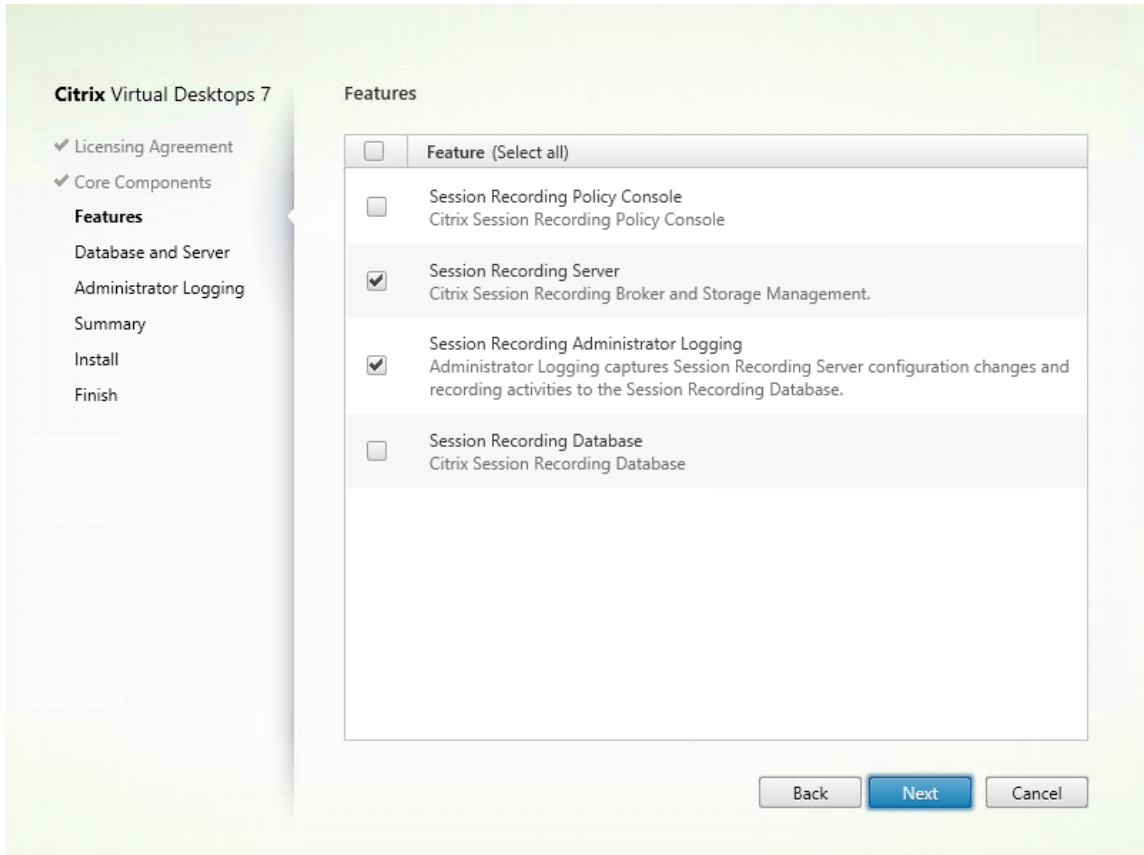 Citrix Virtual Desktops 7
Licensing Agreement
Core Components
Features
Database and Server
Administrator Logging
Summary
Install
Finish
Features
Feature (Select all)
Session Recording Policy Console
Citrix Session Recording Policy Console
Session Recording Server
Citrix Session Recording Broker and Storage Management.
Session Recording Administrator Logging
Administrator Logging captures Session Recording Server configuration changes and
recording activities to the Session Recording Database.
Session Recording Database
Citrix Session Recording Database
Back
Next
Cancel